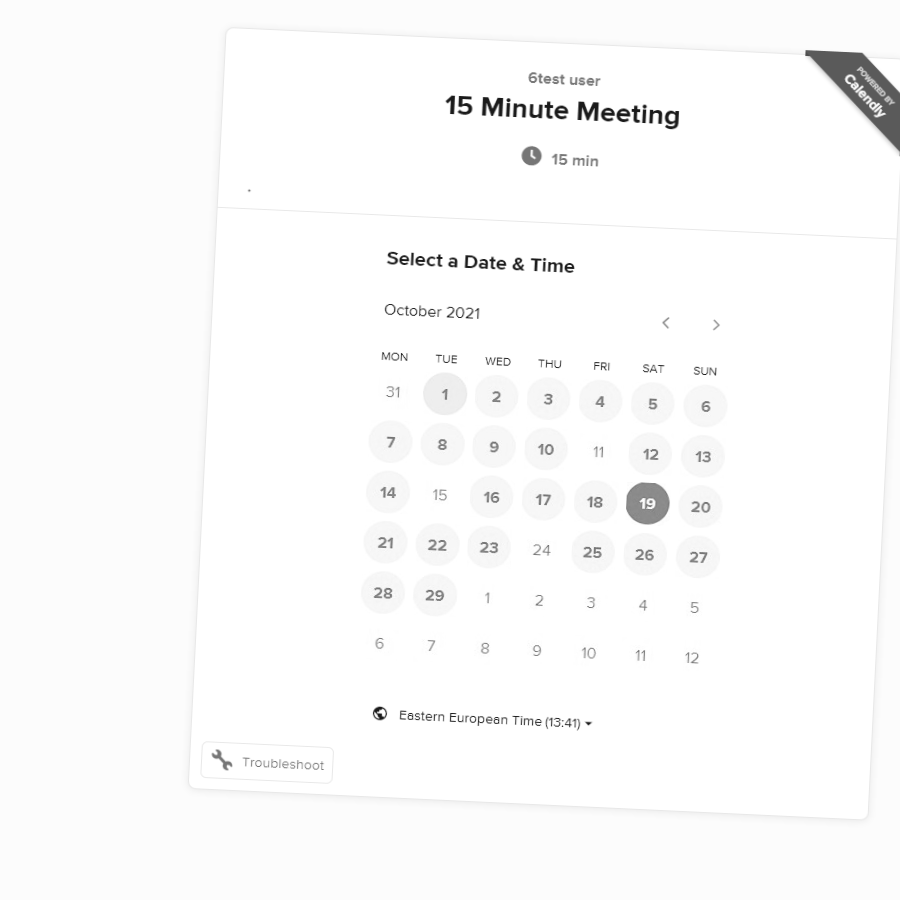 6test user
15 Minute Meeting
15 min
.
POWERED BY
Calendly
Select a Date & Time
October 2021
MON TUE WED THU FRI SAT SUN
31 1 2 3 4 5 6
7 8 9 10 11 12 13
14 15 16 17 18 19 20
21 22 23 24 25 26 27
28 29 1 2 3 4 5
6 7 8 9 10 11 12
Eastern European Time (13:41)
Troubleshoot